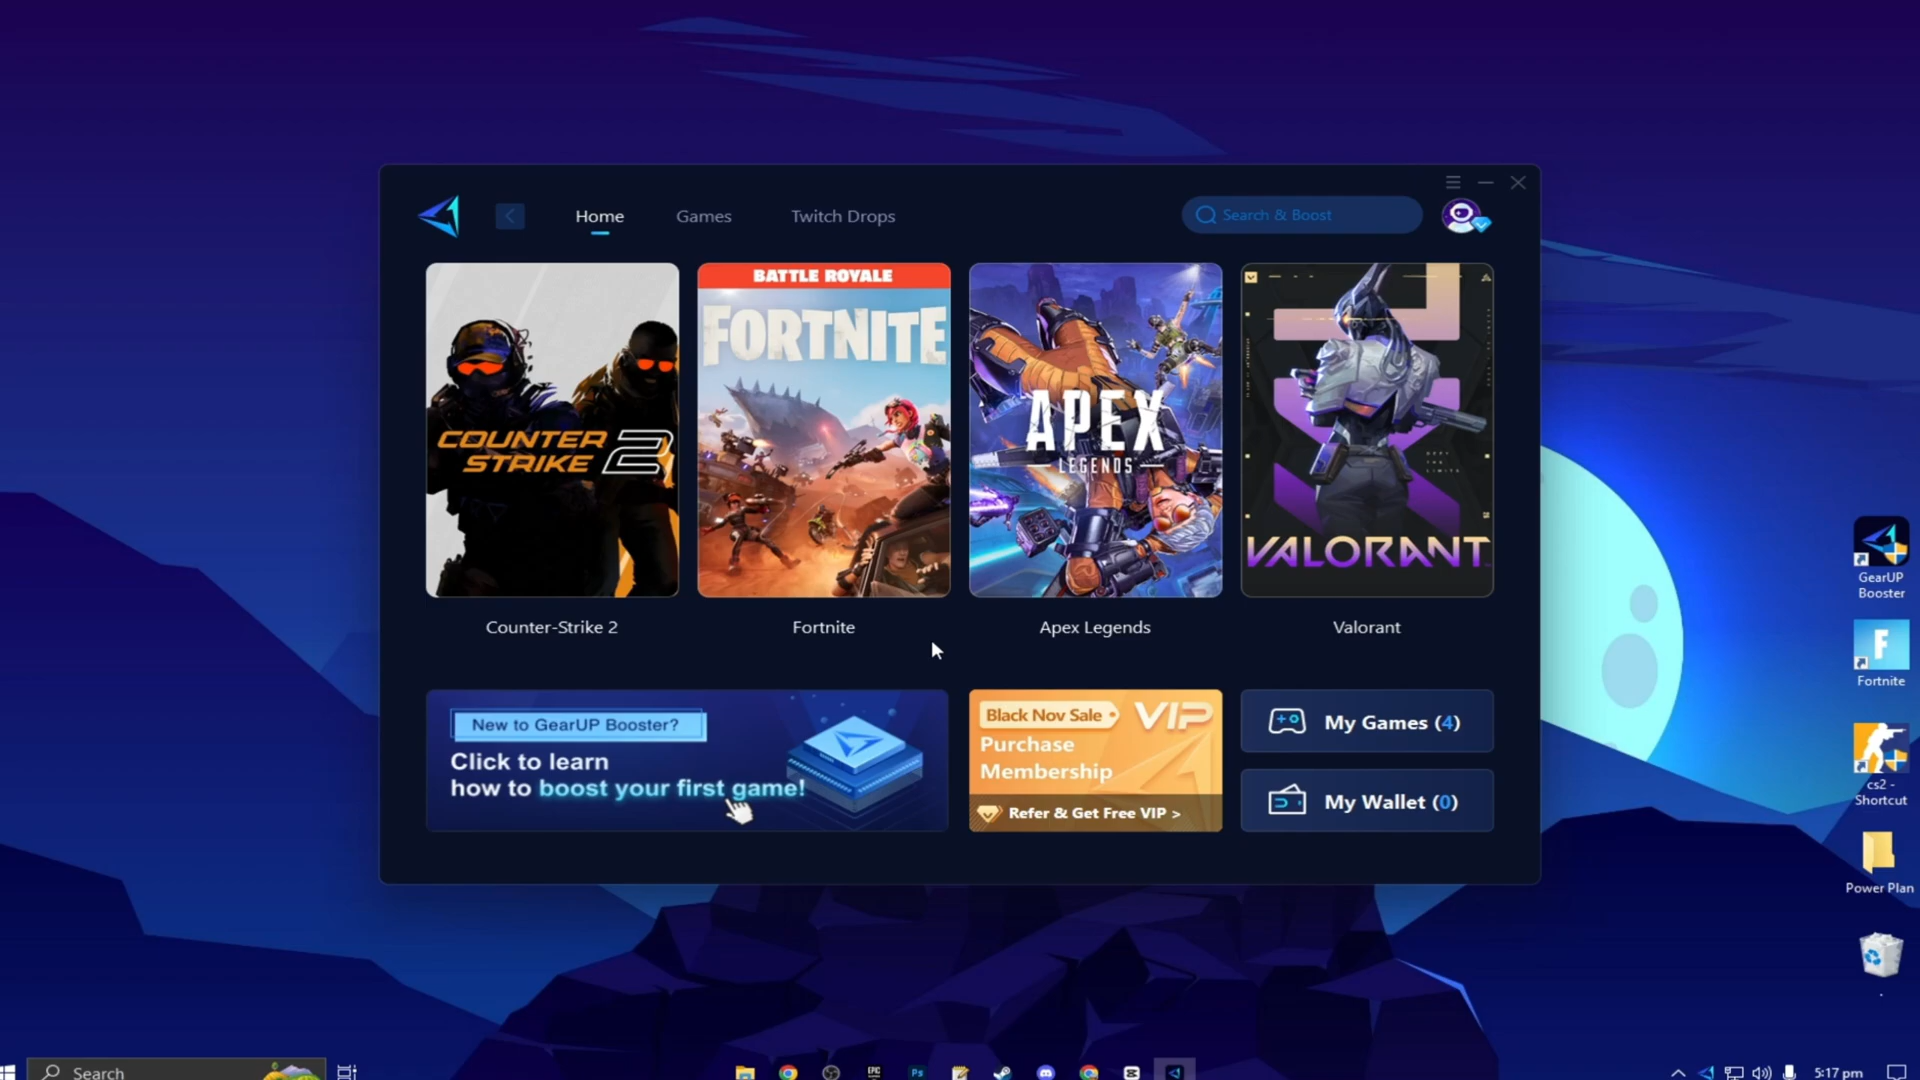 Home
Games
Twitch Drops
Search & Boost
BATTLE ROYALE
FORTNITE
COUNTER
STRIKE 2
APEX
LEGENDS
VALORANT
Counter-Strike 2
Fortnite
Apex Legends
Valorant
New to GearUP Booster?
Click to learn
how to boost your first game!
Black Nov Sale
VIP
Purchase
Membership
Refer & Get Free VIP >
My Games (4)
My Wallet (0)
GearUP
Booster
F
Fortnite
cs2 -
Shortcut
Power Plan
.
Search
EPIC
Ps
5:17 pm